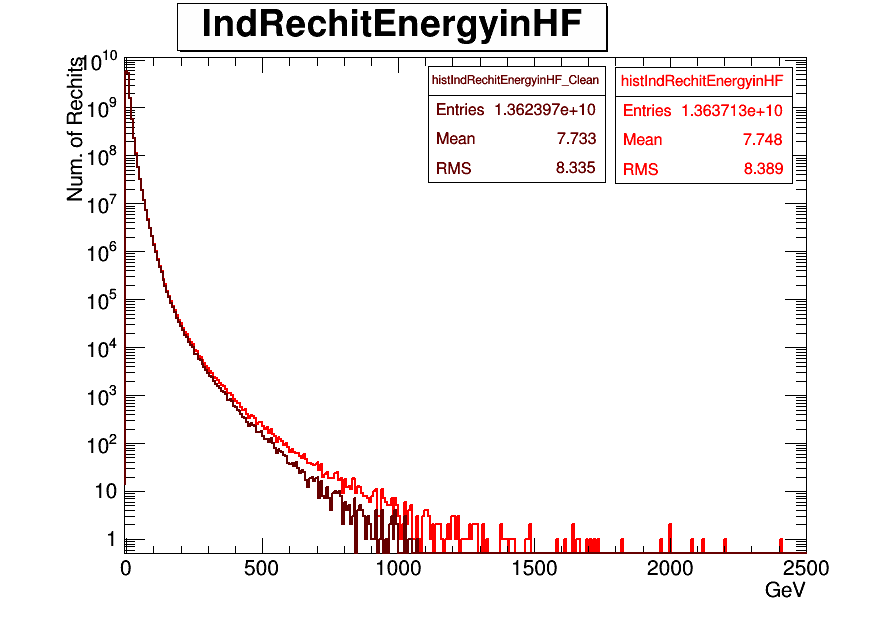 IndRechitEnergyinHF
Num. of Rechits
histIndRechitEnergyinHF_Clean
Entries 1.362397e+10
Mean 7.733
RMS 8.335
histIndRechitEnergyinHF
Entries 1.363713e+10
Mean 7.748
RMS 8.389
10^10
10^9
10^8
10^7
10^6
10^5
10^4
10^3
10^2
10
1
0 500 1000 1500 2000 2500
GeV